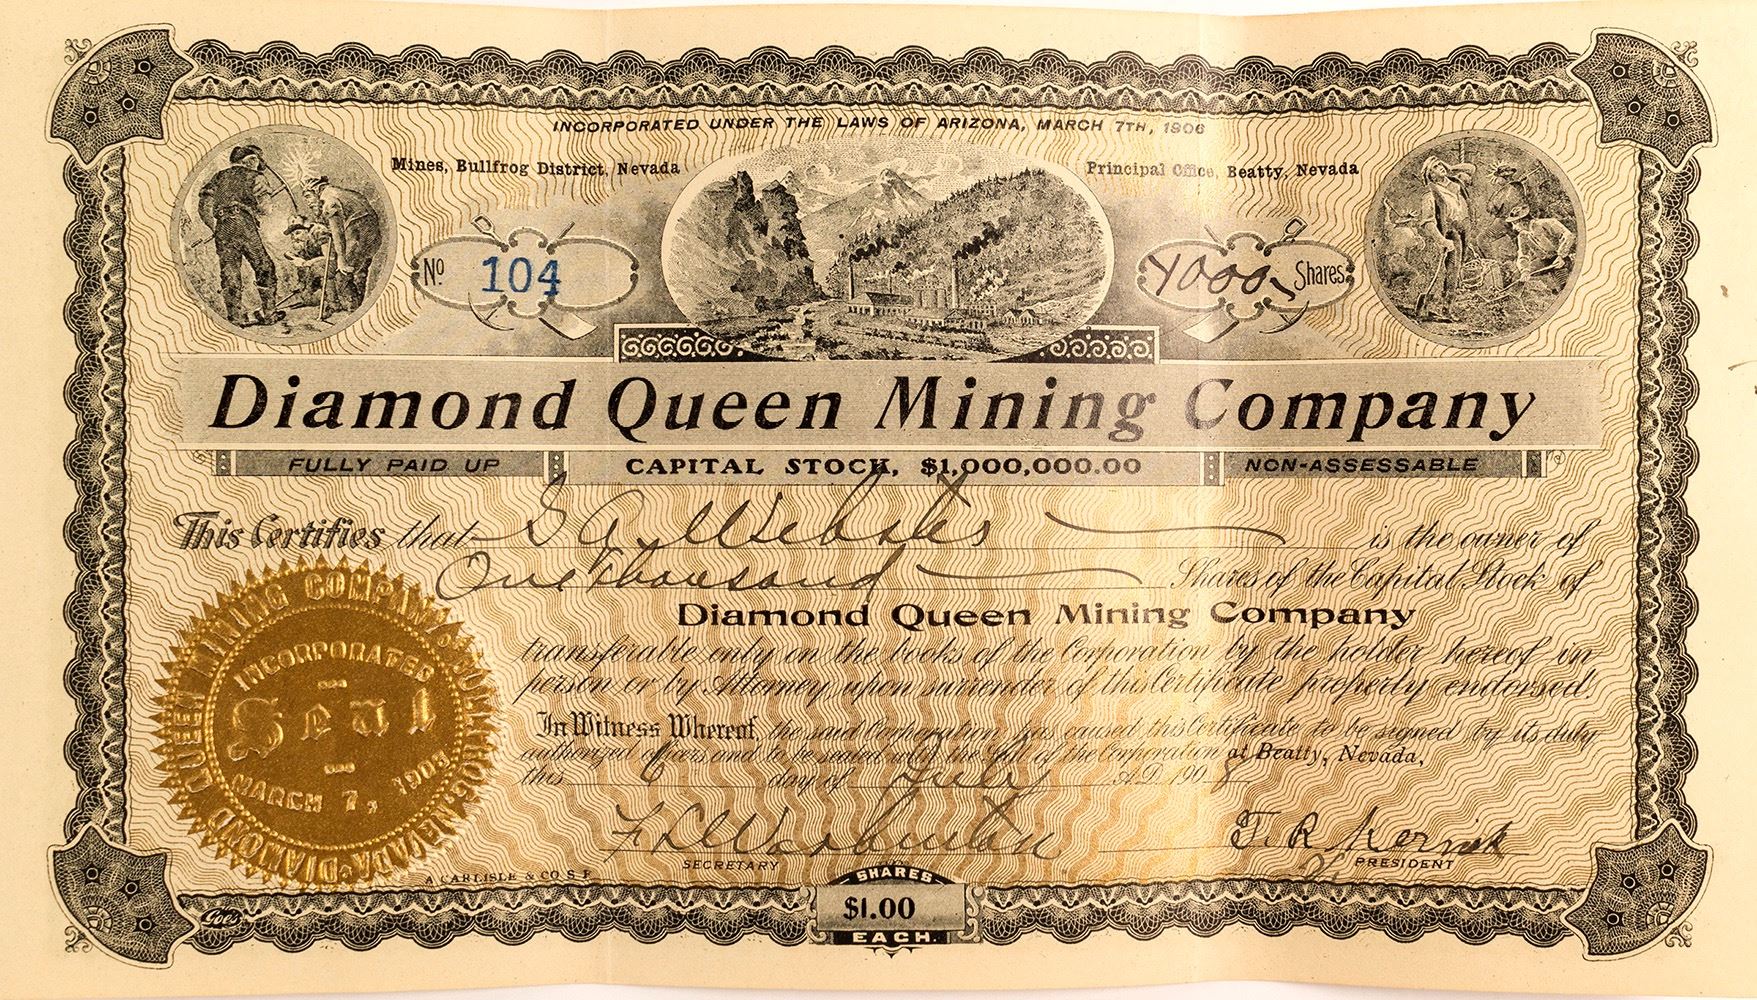 INCORPORATED UNDER THE LAWS OF ARIZONA, MARCH 7TH, 1906
Mines, Bullfrog District, Nevada
Principal Office, Beatty, Nevada
No 104
1000 Shares
Diamond Queen Mining Company
FULLY PAID UP
CAPITAL STOCK, $1,000,000.00
NON-ASSESSABLE
This Certifies that S A Webster is the owner of
One Thousand Shares of the Capital Stock of
Diamond Queen Mining Company
transferable only on the books of the Corporation by the holder hereof in
person or by Attorney upon surrender of this Certificate properly endorsed.
In Witness Whereof, the said Corporation has caused this Certificate to be signed by its duly
authorized officers and to be sealed with the Seal of the Corporation at Beatty, Nevada,
this 6 day of July A.D. 1908
F L Warburton
SECRETARY
T. R.
PRESIDENT
DIAMOND QUEEN MINING COMPANY
INCORPORATED
Seal
MARCH 7,
A CARLISLE & CO S. F.
Goes
SHARES
$1.00
EACH.